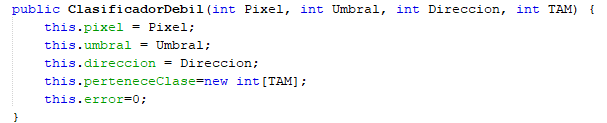 public ClasificadorDebil(int Pixel, int Umbral, int Direccion, int TAM) {
    this.pixel = Pixel;
    this.umbral = Umbral;
    this.direccion = Direccion;
    this.perteneceClase=new int[TAM];
    this.error=0;
}